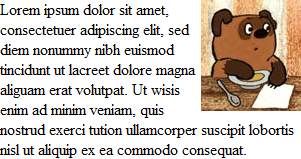 Lorem ipsum dolor sit amet,
consectetuer adipiscing elit, sed
diem nonummy nibh euismod
tincidunt ut lacreet dolore magna
aliguam erat volutpat. Ut wisis
enim ad minim veniam, quis
nostrud exerci tution ullamcorper suscipit lobortis
nisl ut aliquip ex ea commodo consequat.